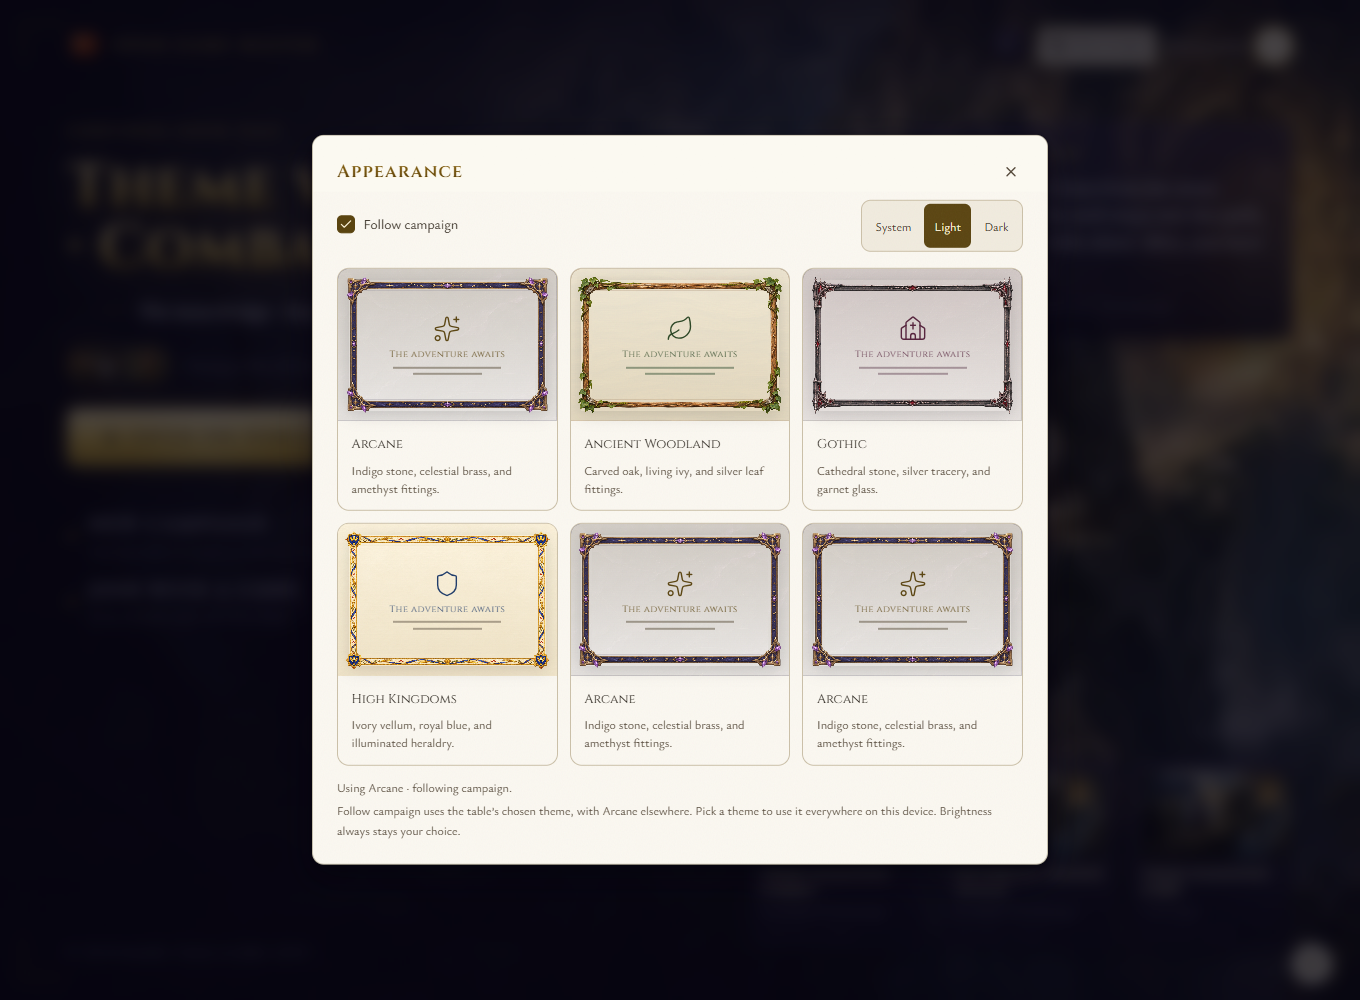 Appearance
Follow campaign
System
Light
Dark
The adventure awaits
The adventure awaits
The adventure awaits
Arcane
Indigo stone, celestial brass, and
amethyst fittings.
Ancient Woodland
Carved oak, living ivy, and silver leaf
fittings.
Gothic
Cathedral stone, silver tracery, and
garnet glass.
The adventure awaits
The adventure awaits
The adventure awaits
High Kingdoms
Ivory vellum, royal blue, and
illuminated heraldry.
Arcane
Indigo stone, celestial brass, and
amethyst fittings.
Arcane
Indigo stone, celestial brass, and
amethyst fittings.
Using Arcane · following campaign.
Follow campaign uses the table's chosen theme, with Arcane elsewhere. Pick a theme to use it everywhere on this device. Brightness
always stays your choice.